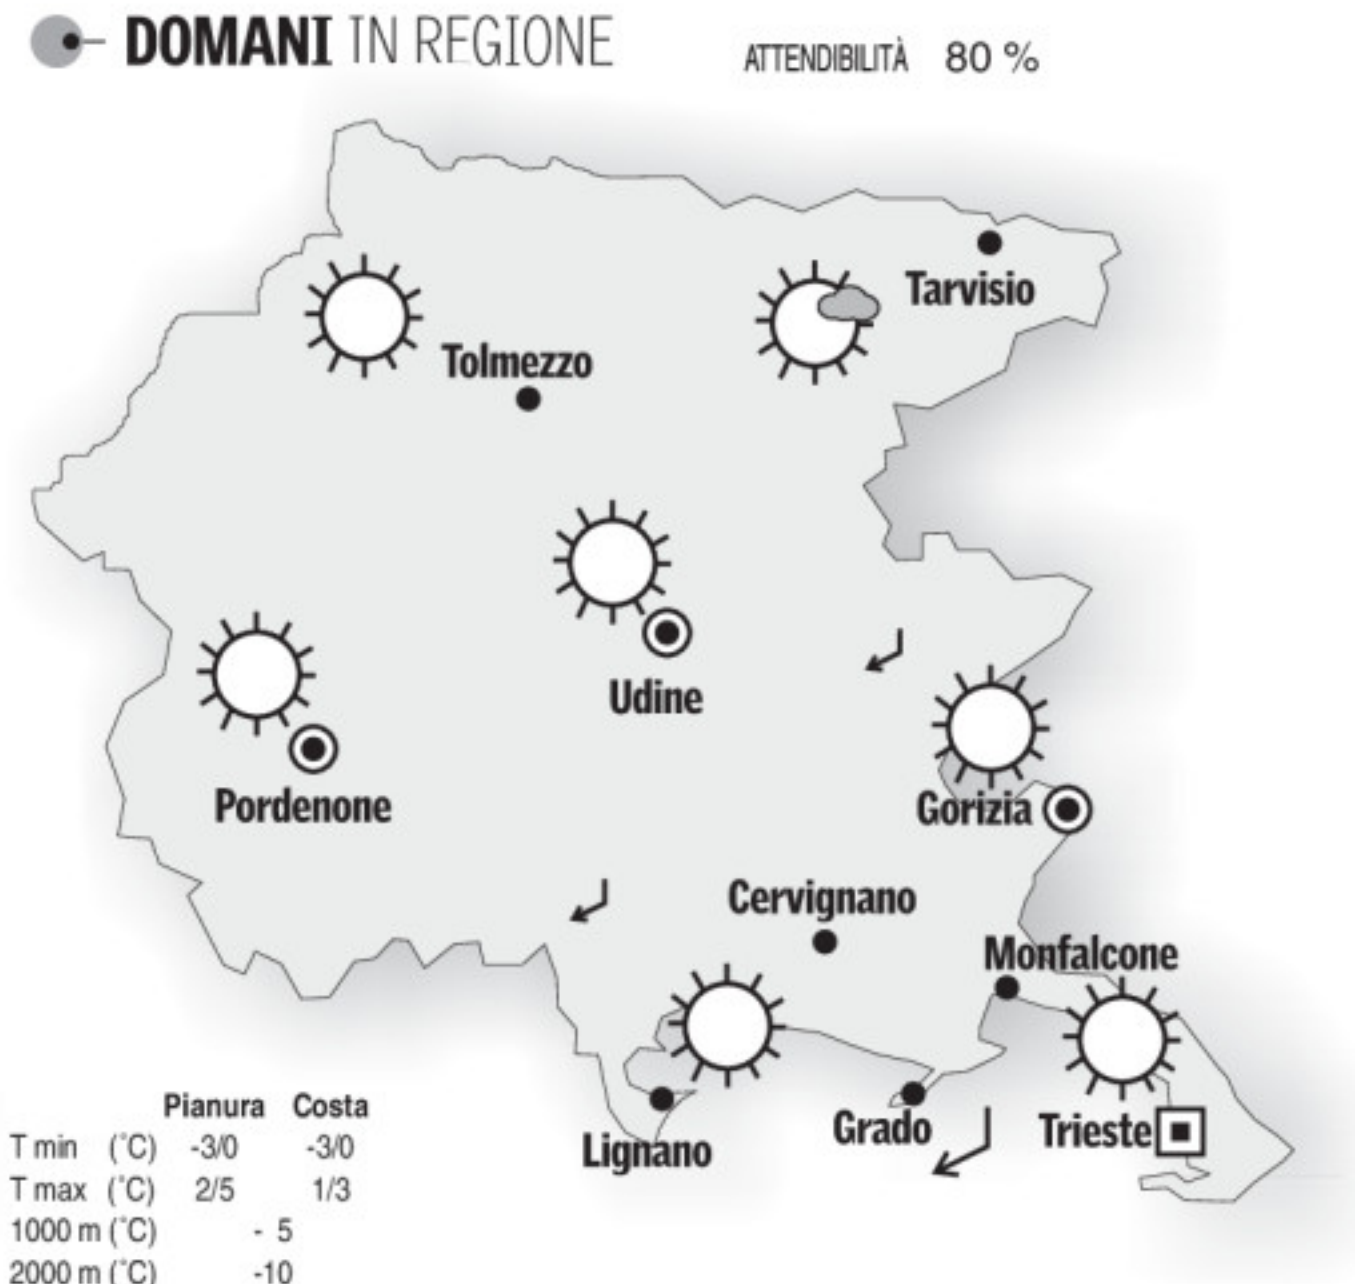 DOMANI IN REGIONE
ATTENDIBILITÀ 80 %
Tarvisio
Tolmezzo
Udine
Pordenone
Gorizia
Cervignano
Monfalcone
Grado
Trieste
Lignano
Pianura Costa
T min (°C) -3/0 -3/0
T max (°C) 2/5 1/3
1000 m (°C) - 5
2000 m (°C) -10